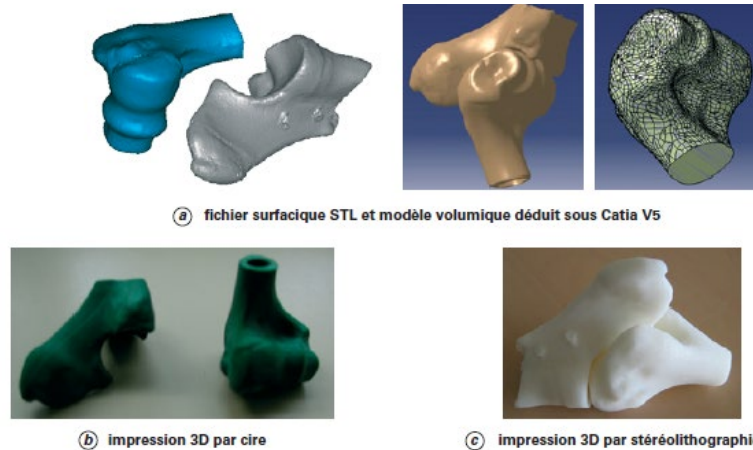 a fichier surfacique STL et modèle volumique déduit sous Catia V5
b impression 3D par cire
c impression 3D par stéréolithographi